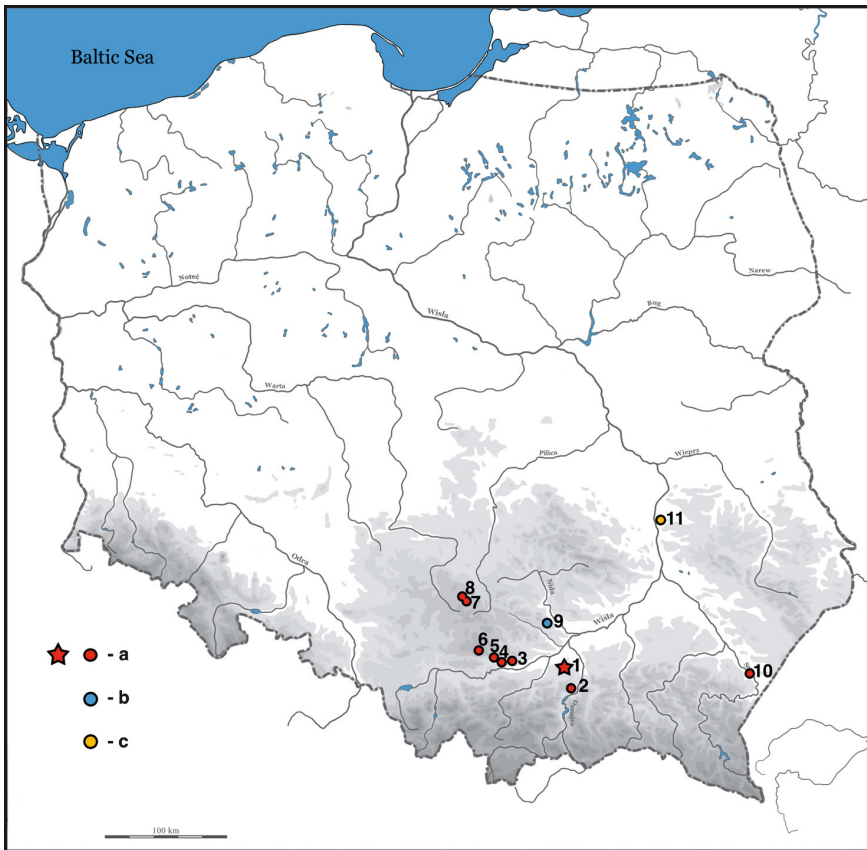 Baltic Sea
Noteć
Narew
Bug
Wisła
Warta
Pilica
Wieprz
11
Odra
8
7
Nida
9
Wisła
6
5
4
3
1
2
10
- a
- b
- c
Dunajec
100 km